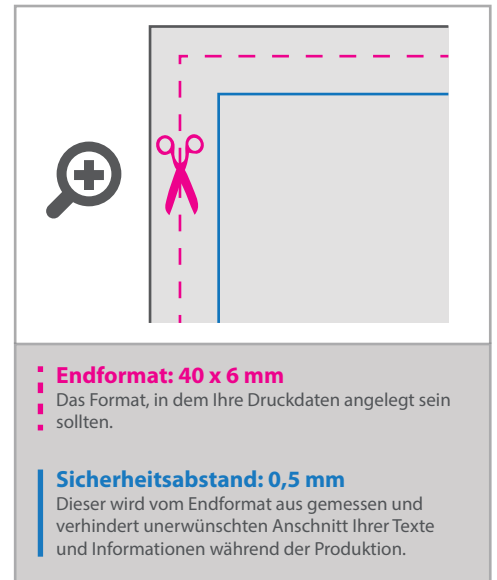 Endformat: 40 x 6 mm
Das Format, in dem Ihre Druckdaten angelegt sein
sollten.
Sicherheitsabstand: 0,5 mm
Dieser wird vom Endformat aus gemessen und
verhindert unerwünschten Anschnitt Ihrer Texte
und Informationen während der Produktion.